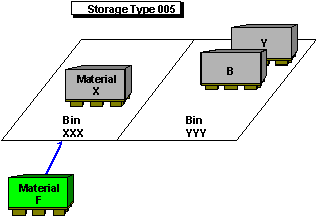 Storage Type 005
Y
B
Material
X
Bin
XXX
Bin
YYY
Material
F